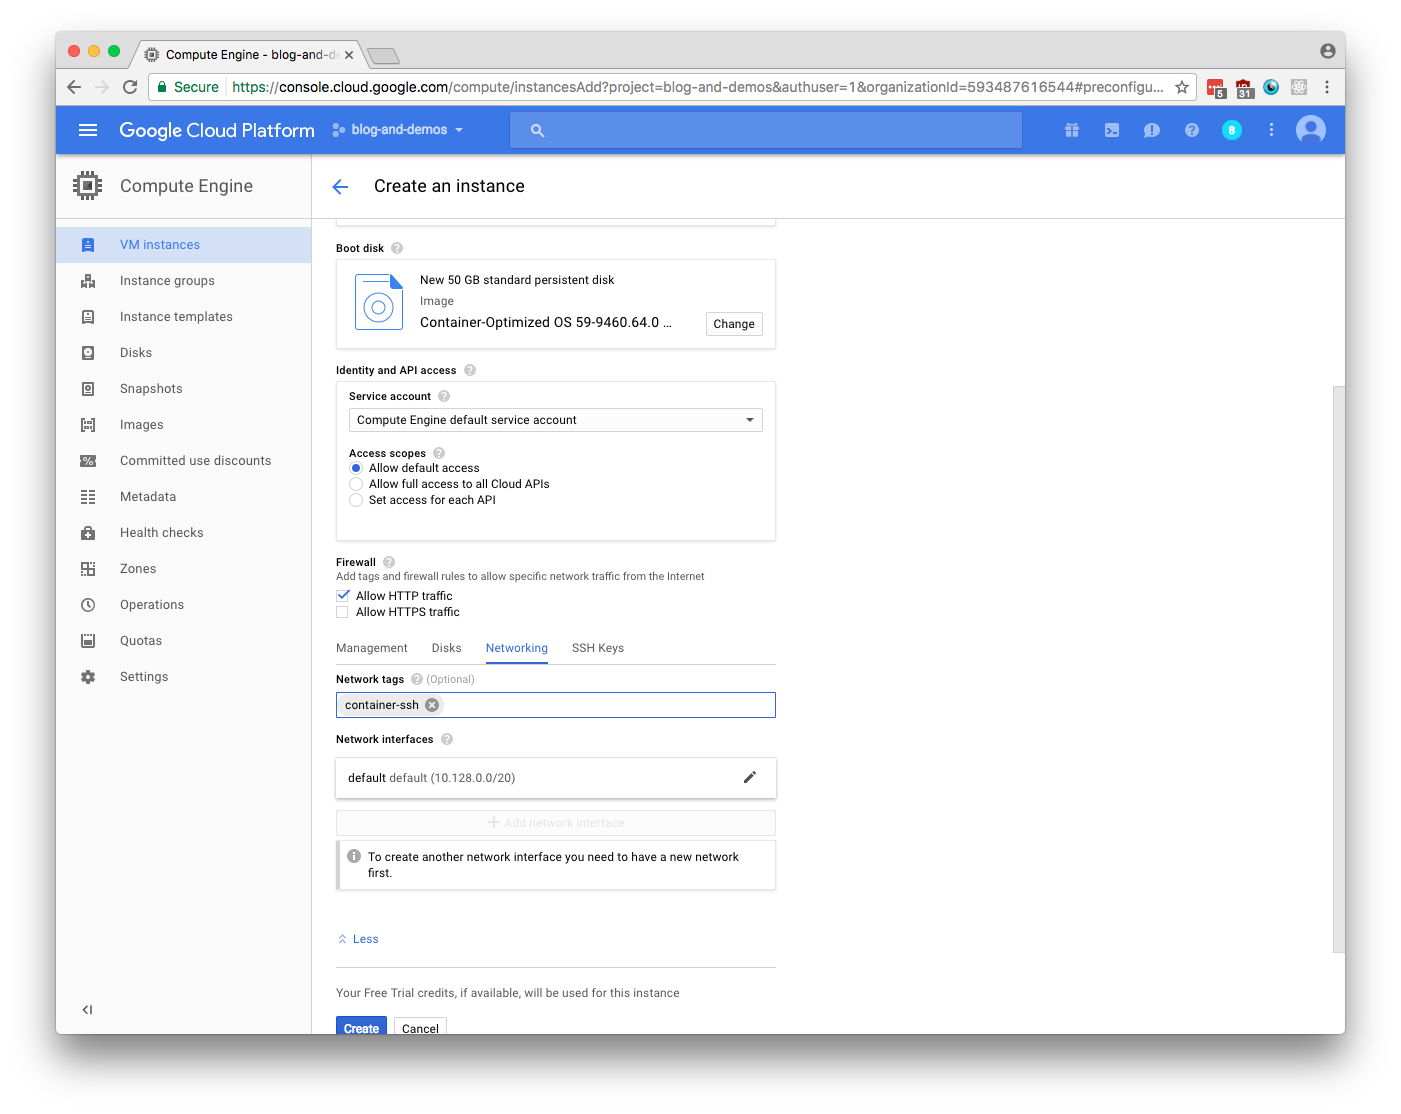 Compute Engine - blog-and-d
Secure
https://console.cloud.google.com/compute/instancesAdd?project=blog-and-demos&authuser=1&organizationId=593487616544#preconfigu...
5
31
Google Cloud Platform
blog-and-demos
8
Compute Engine
Create an instance
VM instances
Instance groups
Instance templates
Disks
Snapshots
Images
Committed use discounts
Metadata
Health checks
Zones
Operations
Quotas
Settings
Boot disk
New 50 GB standard persistent disk
Image
Container-Optimized OS 59-9460.64.0 ...
Change
Identity and API access
Service account
Compute Engine default service account
Access scopes
Allow default access
Allow full access to all Cloud APIs
Set access for each API
Firewall
Add tags and firewall rules to allow specific network traffic from the Internet
Allow HTTP traffic
Allow HTTPS traffic
Management Disks Networking SSH Keys
Network tags (Optional)
container-ssh
Network interfaces
default default (10.128.0.0/20)
Add network interface
To create another network interface you need to have a new network
first.
Less
Your Free Trial credits, if available, will be used for this instance
Create Cancel